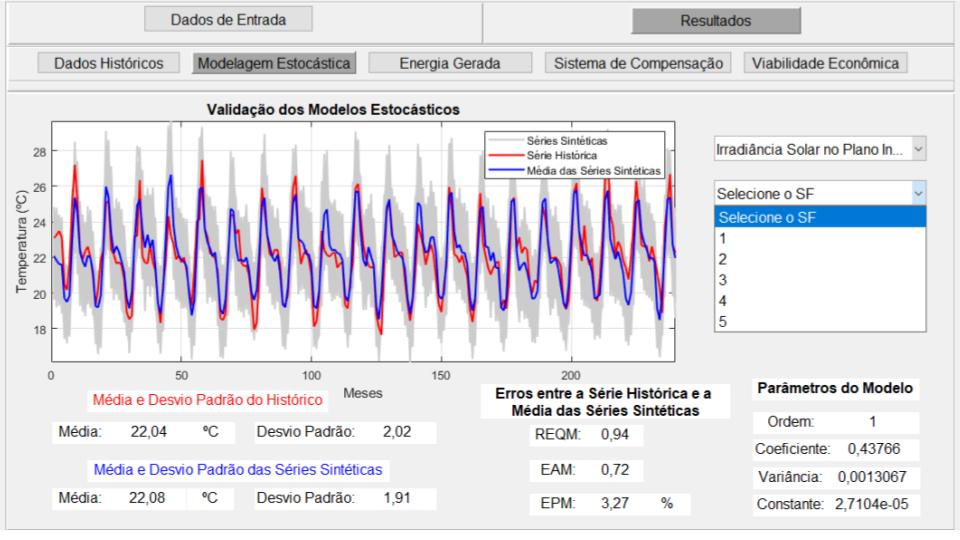 Dados de Entrada
Resultados
Dados Históricos
Modelagem Estocástica
Energia Gerada
Sistema de Compensação
Viabilidade Econômica
Validação dos Modelos Estocásticos
Séries Sintéticas
Série Histórica
Média das Séries Sintéticas
Temperatura (ºC)
28
26
24
22
20
18
0
50
100
150
200
Meses
Irradiância Solar no Plano In...
Selecione o SF
Selecione o SF
1
2
3
4
5
Média e Desvio Padrão do Histórico
Média: 22,04 ºC Desvio Padrão: 2,02
Média e Desvio Padrão das Séries Sintéticas
Média: 22,08 ºC Desvio Padrão: 1,91
Erros entre a Série Histórica e a
Média das Séries Sintéticas
REQM: 0,94
EAM: 0,72
EPM: 3,27 %
Parâmetros do Modelo
Ordem: 1
Coeficiente: 0,43766
Variância: 0,0013067
Constante: 2,7104e-05